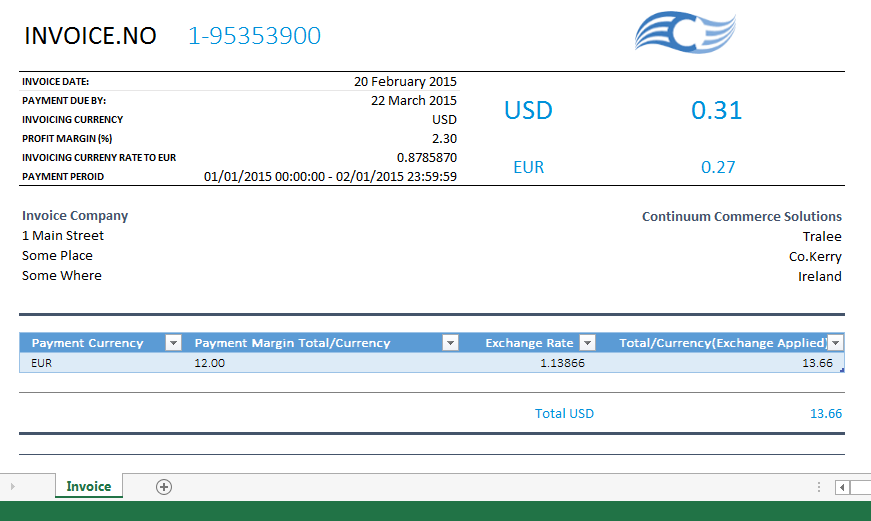 INVOICE.NO 1-95353900
INVOICE DATE: 20 February 2015
PAYMENT DUE BY: 22 March 2015
INVOICING CURRENCY USD
PROFIT MARGIN (%) 2.30
INVOICING CURRENY RATE TO EUR 0.8785870
PAYMENT PEROID 01/01/2015 00:00:00 - 02/01/2015 23:59:59
USD 0.31
EUR 0.27
Invoice Company
1 Main Street
Some Place
Some Where
Continuum Commerce Solutions
Tralee
Co.Kerry
Ireland
Payment Currency Payment Margin Total/Currency Exchange Rate Total/Currency(Exchange Applied)
EUR 12.00 1.13866 13.66
Total USD 13.66
Invoice